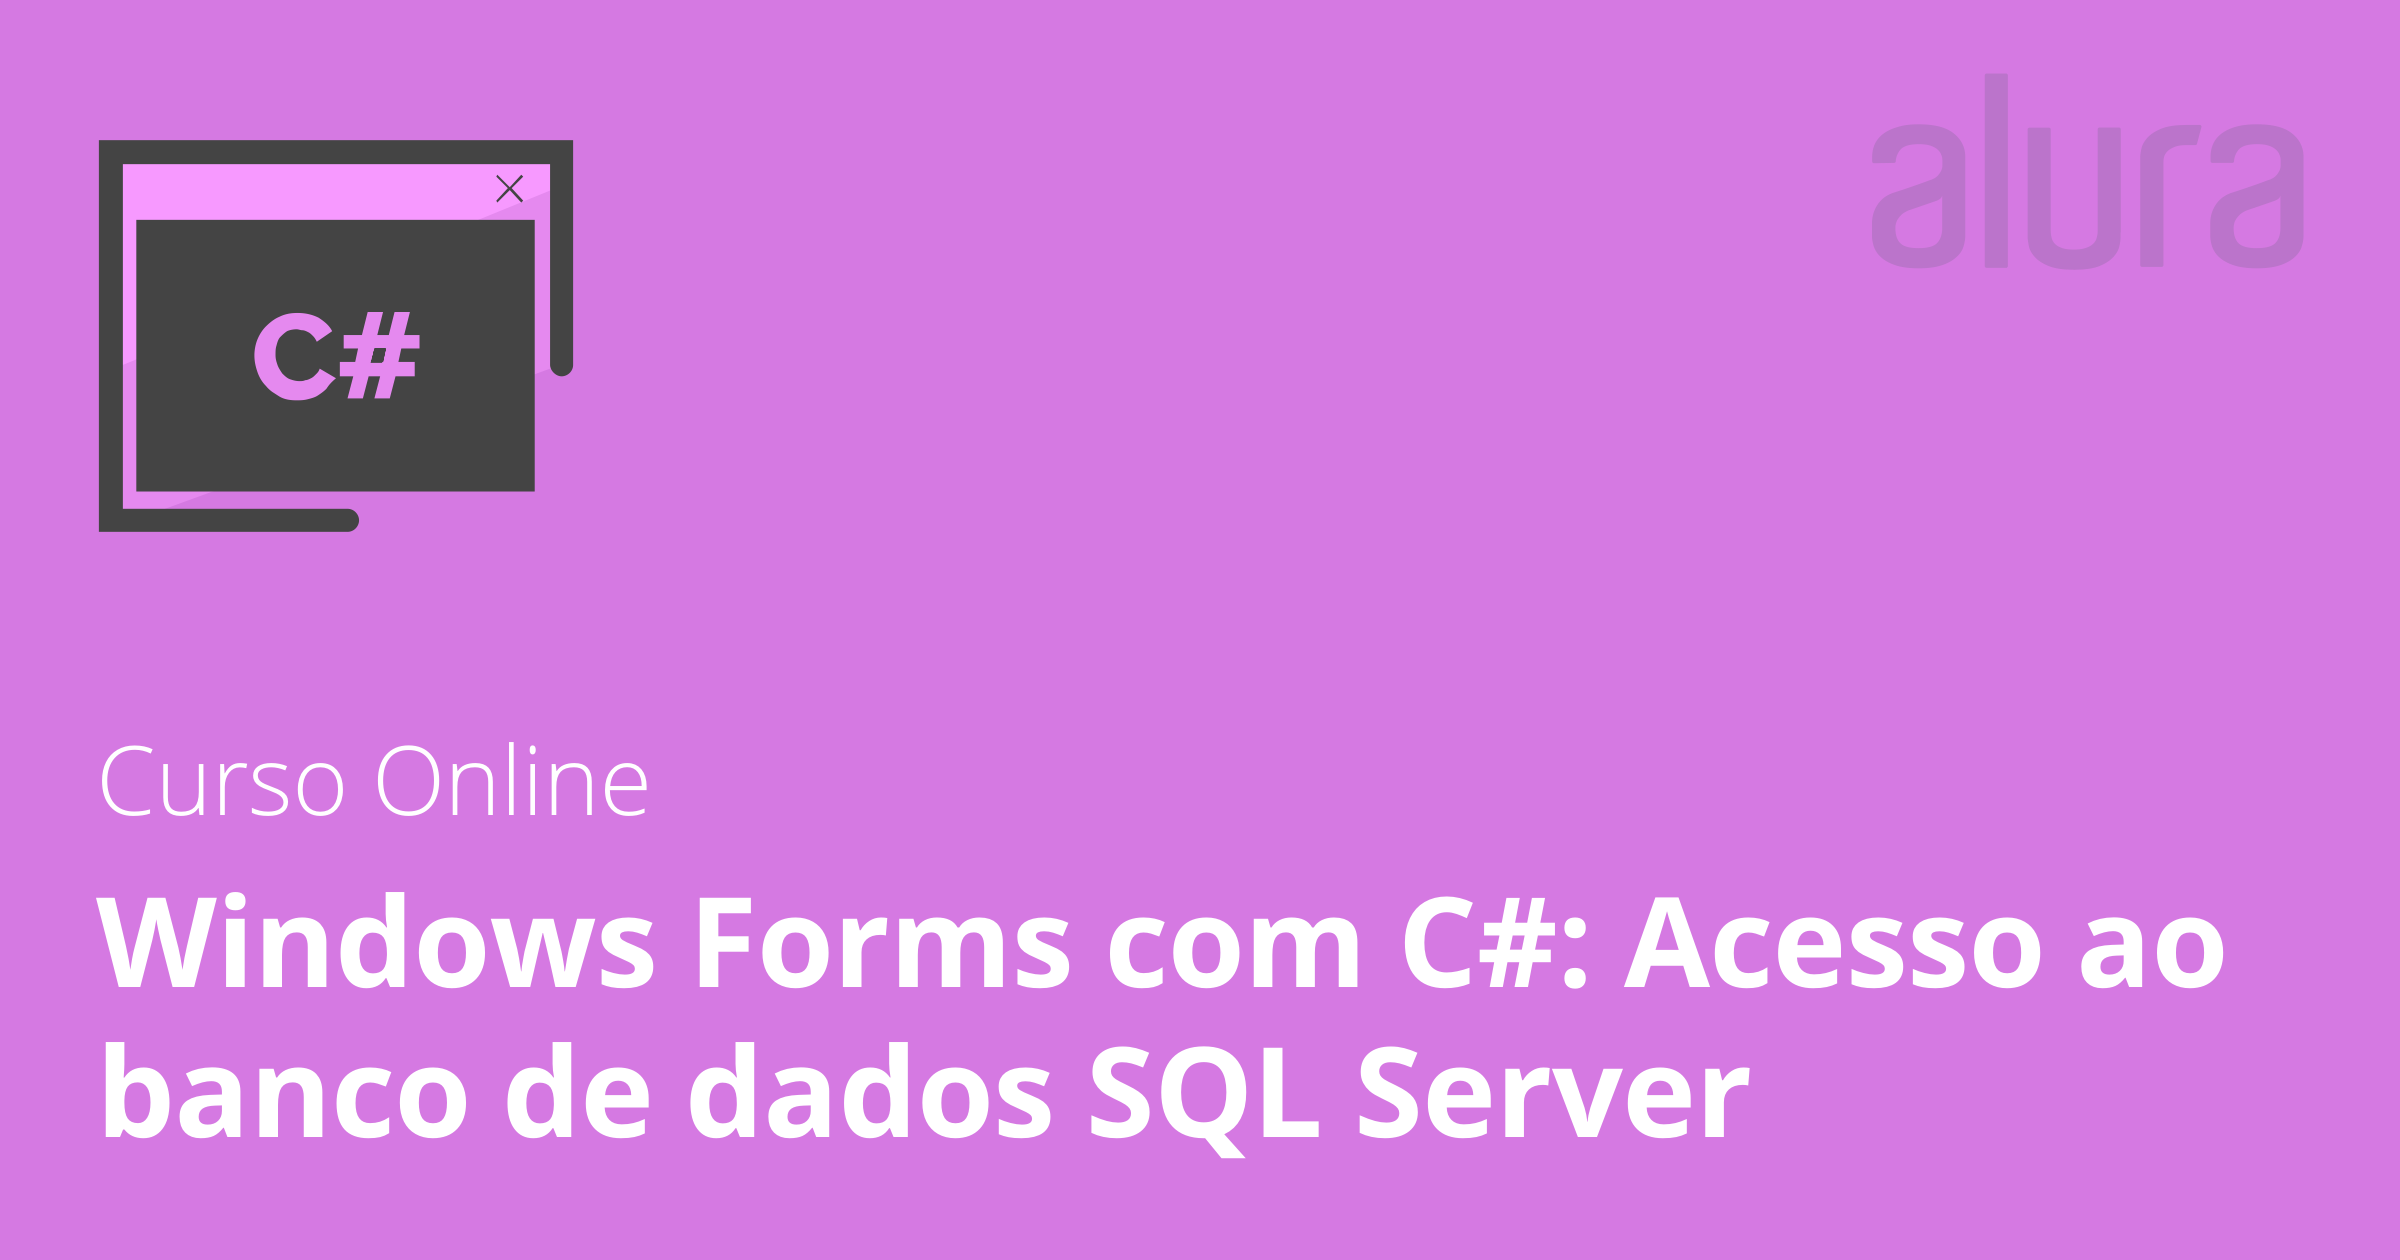 alura
C#
Curso Online
Windows Forms com C#: Acesso ao
banco de dados SQL Server